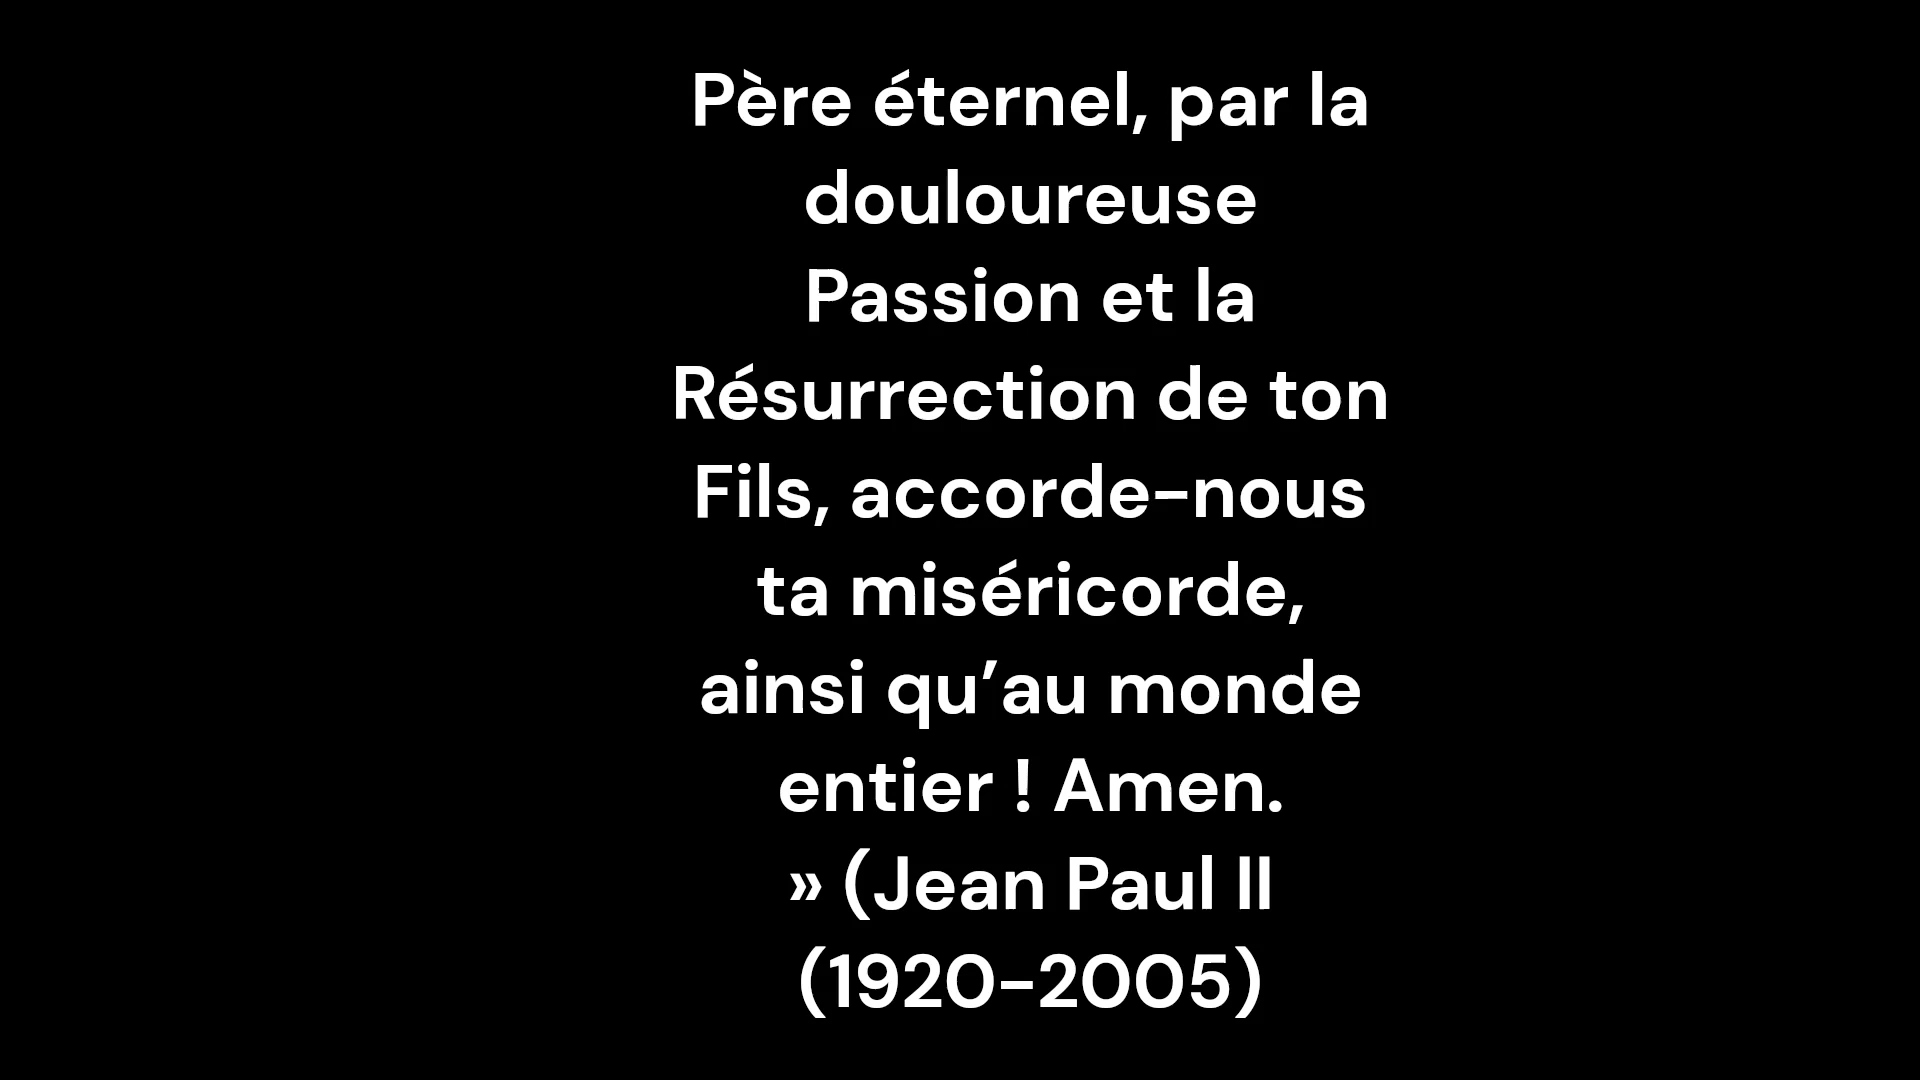 Père éternel, par la
douloureuse
Passion et la
Résurrection de ton
Fils, accorde-nous
ta miséricorde,
ainsi qu’au monde
entier ! Amen.
» (Jean Paul II
(1920-2005)